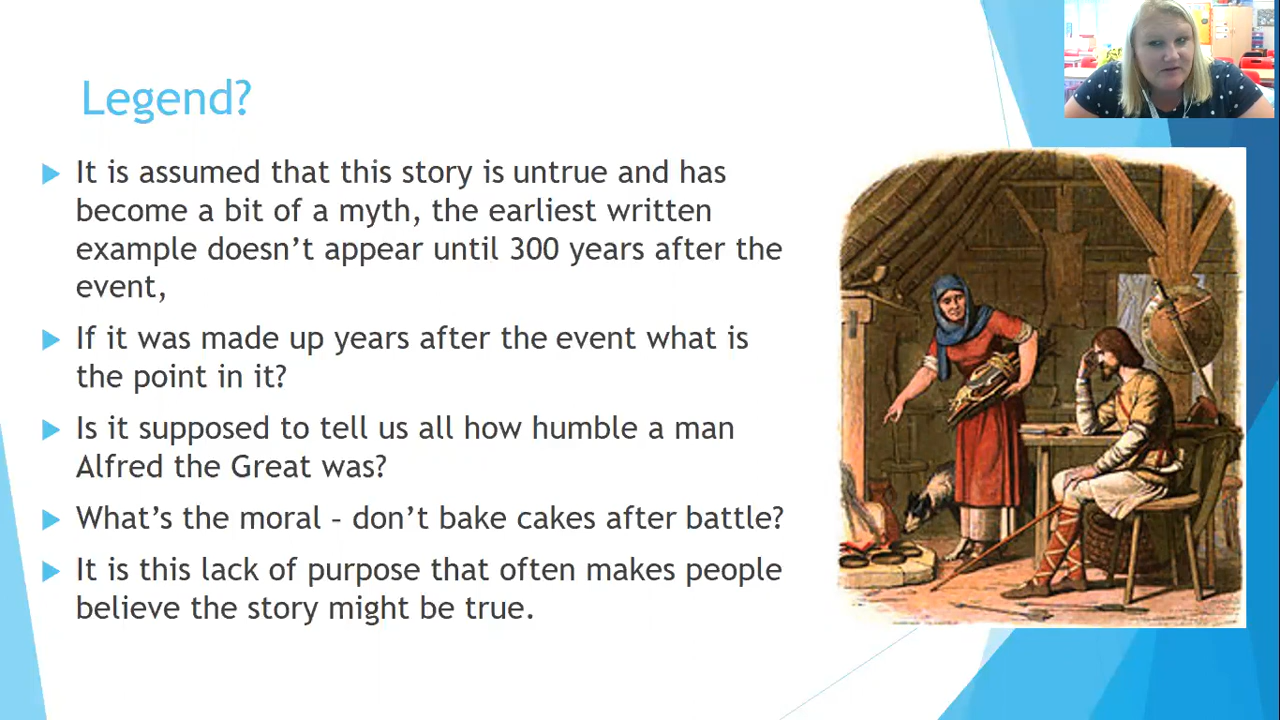 Legend?
It is assumed that this story is untrue and has
become a bit of a myth, the earliest written
example doesn’t appear until 300 years after the
event,
If it was made up years after the event what is
the point in it?
Is it supposed to tell us all how humble a man
Alfred the Great was?
What’s the moral – don’t bake cakes after battle?
It is this lack of purpose that often makes people
believe the story might be true.